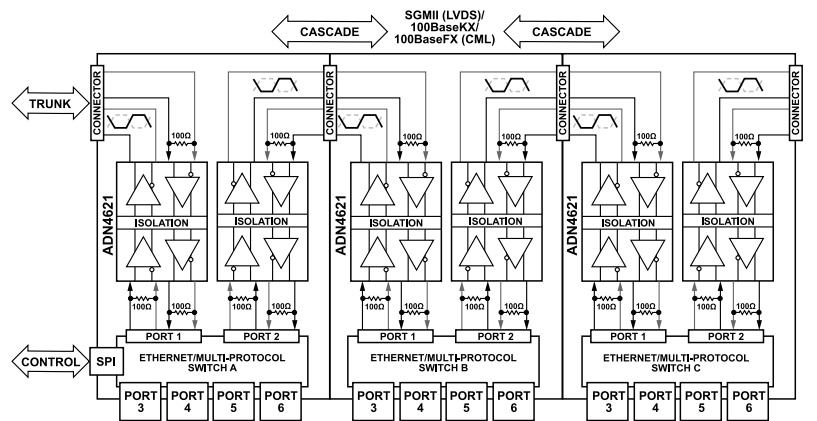 SGMII (LVDS)/
100BaseKX/
100BaseFX (CML)
CASCADE
CASCADE
TRUNK
CONNECTOR
CONNECTOR
CONNECTOR
CONNECTOR
100Ω
100Ω
100Ω
100Ω
100Ω
100Ω
ADN4621
ISOLATION
ISOLATION
ADN4621
ISOLATION
ISOLATION
ADN4621
ISOLATION
ISOLATION
100Ω
100Ω
100Ω
100Ω
100Ω
100Ω
100Ω
100Ω
100Ω
100Ω
100Ω
100Ω
PORT 1
PORT 2
PORT 1
PORT 2
PORT 1
PORT 2
CONTROL
SPI
ETHERNET/MULTI-PROTOCOL
SWITCH A
ETHERNET/MULTI-PROTOCOL
SWITCH B
ETHERNET/MULTI-PROTOCOL
SWITCH C
PORT
3
PORT
4
PORT
5
PORT
6
PORT
3
PORT
4
PORT
5
PORT
6
PORT
3
PORT
4
PORT
5
PORT
6